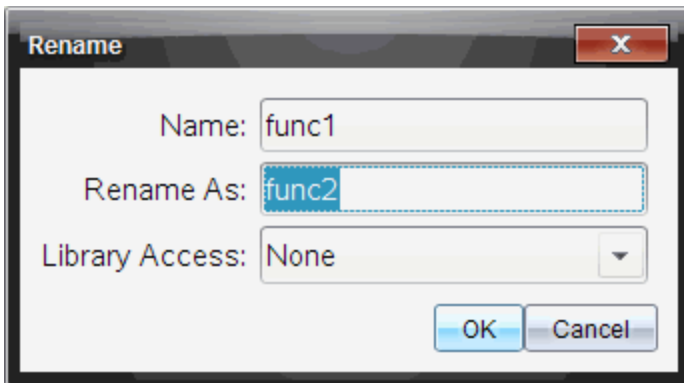 Rename
Name: func1
Rename As: func2
Library Access: None
OK Cancel